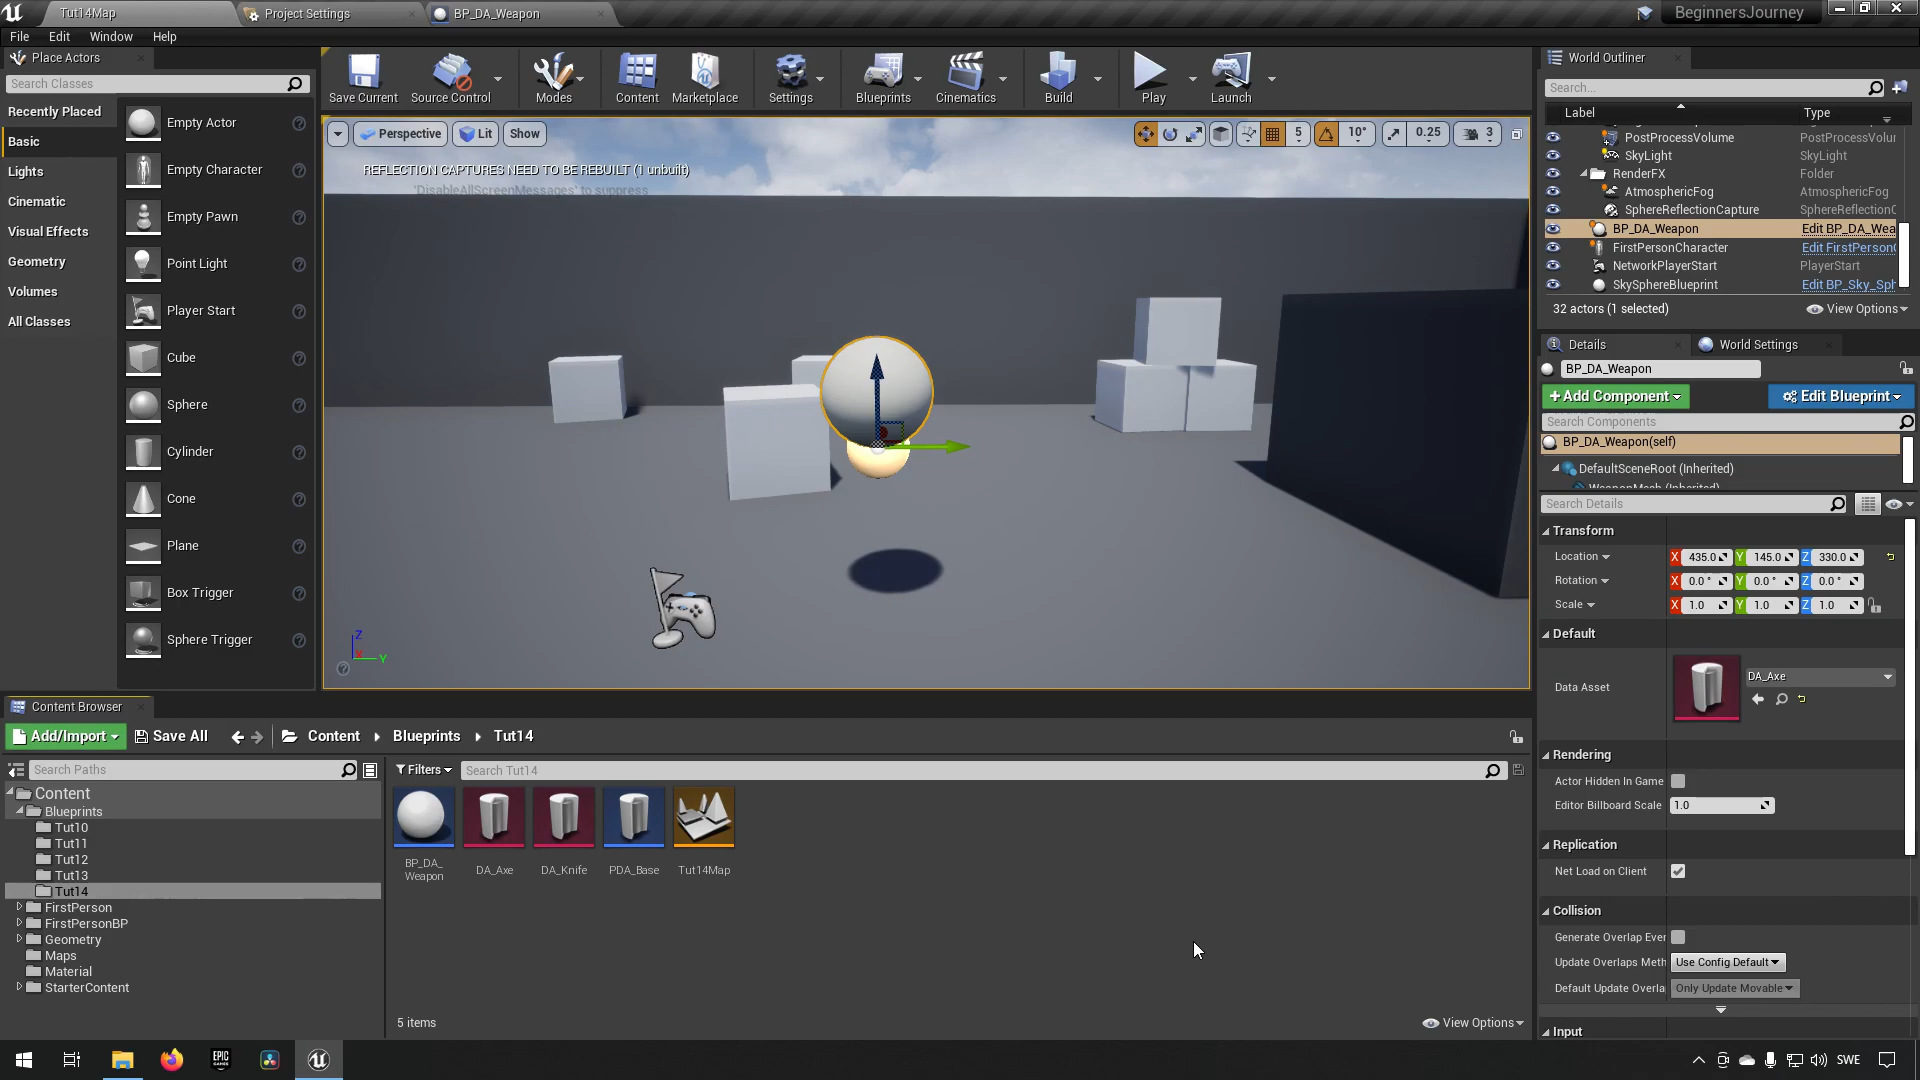 Tut14Map
Project Settings
BP_DA_Weapon
BeginnersJourney
File Edit Window Help
Place Actors
Search Classes
Recently Placed
Basic
Lights
Cinematic
Visual Effects
Geometry
Volumes
All Classes
Empty Actor
Empty Character
Empty Pawn
Point Light
Player Start
Cube
Sphere
Cylinder
Cone
Plane
Box Trigger
Sphere Trigger
Save Current
Source Control
Modes
Content
Marketplace
Settings
Blueprints
Cinematics
Build
Play
Launch
Perspective
Lit
Show
5
10°
0.25
3
REFLECTION CAPTURES NEED TO BE REBUILT (1 unbuilt)
'DisableAllScreenMessages' to suppress
Z
X
Y
World Outliner
Search...
Label Type
PostProcessVolume PostProcessVolur
SkyLight SkyLight
RenderFX Folder
AtmosphericFog AtmosphericFog
SphereReflectionCapture SphereReflectionC
BP_DA_Weapon Edit BP_DA_Wea
FirstPersonCharacter Edit FirstPersonC
NetworkPlayerStart PlayerStart
SkySphereBlueprint Edit BP_Sky_Sph
32 actors (1 selected)
View Options
Details
World Settings
BP_DA_Weapon
+ Add Component
Edit Blueprint
Search Components
BP_DA_Weapon(self)
DefaultSceneRoot (Inherited)
WeaponMesh (Inherited)
Search Details
Transform
Location X 435.0 Y 145.0 Z 330.0
Rotation X 0.0 ° Y 0.0 ° Z 0.0 °
Scale X 1.0 Y 1.0 Z 1.0
Default
Data Asset
DA_Axe
Rendering
Actor Hidden In Game
Editor Billboard Scale 1.0
Replication
Net Load on Client
Collision
Generate Overlap Ever
Update Overlaps Meth Use Config Default
Default Update Overla Only Update Movable
Input
Content Browser
Add/Import
Save All
Content Blueprints Tut14
Search Paths
Filters
Search Tut14
Content
Blueprints
Tut10
Tut11
Tut12
Tut13
Tut14
FirstPerson
FirstPersonBP
Geometry
Maps
Material
StarterContent
BP_DA_
Weapon
DA_Axe
DA_Knife
PDA_Base
Tut14Map
5 items
View Options
EPIC
GAMES
SWE